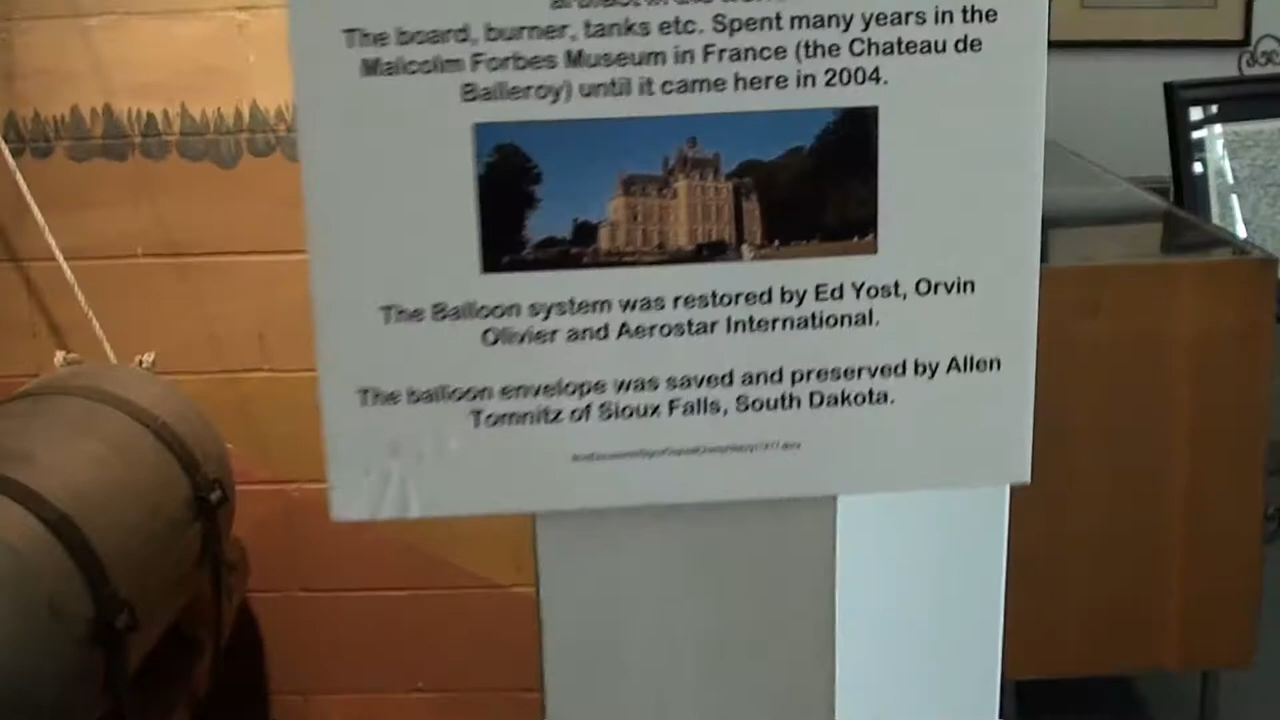 The board, burner, tanks etc. Spent many years in the
Malcolm Forbes Museum in France (the Chateau de
Balleroy) until it came here in 2004.
The Balloon system was restored by Ed Yost, Orvin
Olivier and Aerostar International.
The balloon envelope was saved and preserved by Allen
Tomnitz of Sioux Falls, South Dakota.